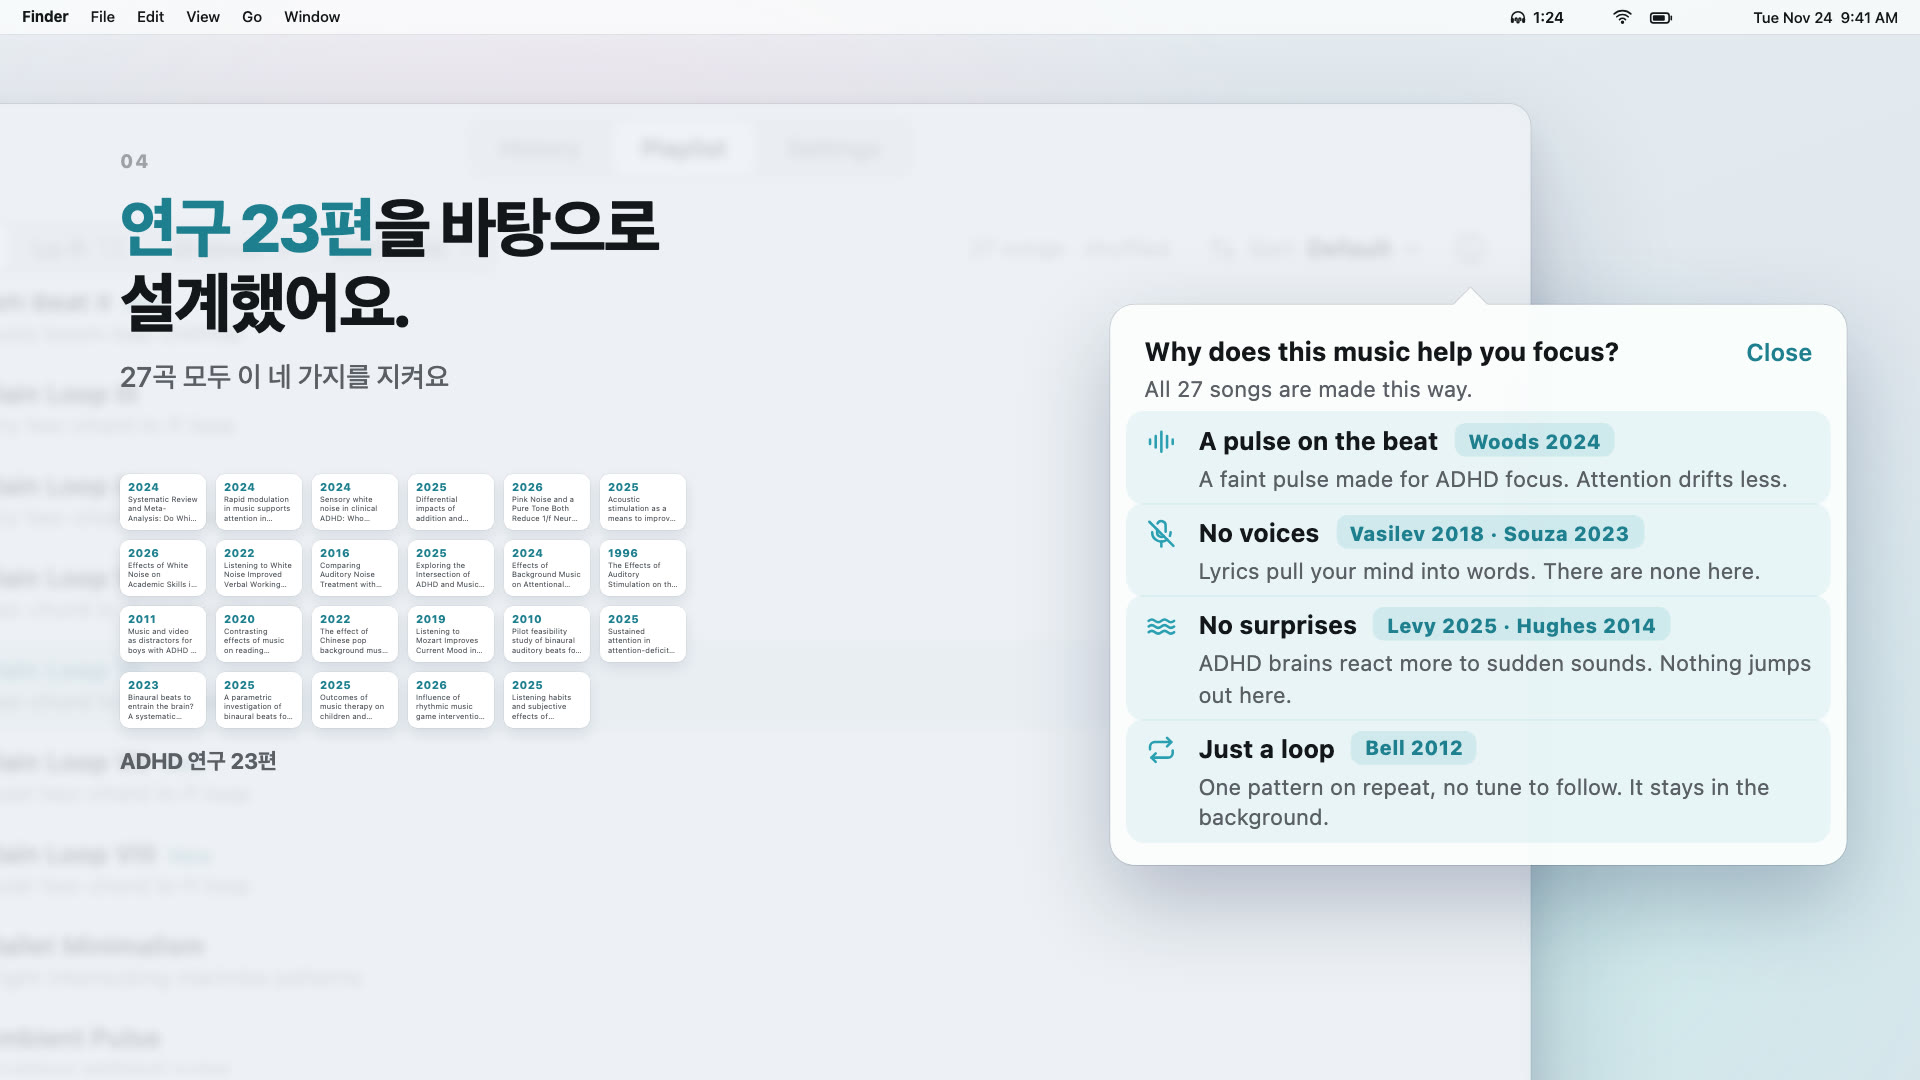 Finder File Edit View Go Window
1:24
Tue Nov 24 9:41 AM
History Playlist Settings
04
연구 23편을 바탕으로
설계했어요.
27곡 모두 이 네 가지를 지켜요
27 songs
Sort Default
2024
Systematic Review
and Meta-
Analysis: Do Whi...
2024
Rapid modulation
in music supports
attention in...
2024
Sensory white
noise in clinical
ADHD: Who...
2025
Differential
impacts of
addition and...
2026
Pink Noise and a
Pure Tone Both
Reduce 1/f Neur...
2025
Acoustic
stimulation as a
means to improv...
2026
Effects of White
Noise on
Academic Skills i...
2022
Listening to White
Noise Improved
Verbal Working...
2016
Comparing
Auditory Noise
Treatment with...
2025
Exploring the
Intersection of
ADHD and Music...
2024
Effects of
Background Music
on Attentional...
1996
The Effects of
Auditory
Stimulation on th...
2011
Music and video
as distractors for
boys with ADHD ...
2020
Contrasting
effects of music
on reading...
2022
The effect of
Chinese pop
background mus...
2019
Listening to
Mozart Improves
Current Mood in...
2010
Pilot feasibility
study of binaural
auditory beats fo...
2025
Sustained
attention in
attention-deficit...
2023
Binaural beats to
entrain the brain?
A systematic...
2025
A parametric
investigation of
binaural beats fo...
2025
Outcomes of
music therapy on
children and...
2026
Influence of
rhythmic music
game interventio...
2025
Listening habits
and subjective
effects of...
ADHD 연구 23편
Why does this music help you focus?
Close
All 27 songs are made this way.
A pulse on the beat Woods 2024
A faint pulse made for ADHD focus. Attention drifts less.
No voices Vasilev 2018 · Souza 2023
Lyrics pull your mind into words. There are none here.
No surprises Levy 2025 · Hughes 2014
ADHD brains react more to sudden sounds. Nothing jumps
out here.
Just a loop Bell 2012
One pattern on repeat, no tune to follow. It stays in the
background.
Loop VIII New
Minimalism
Pulse